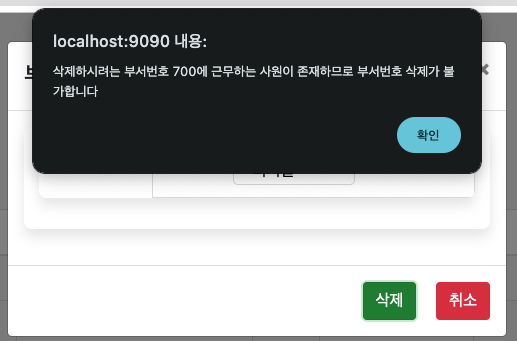 localhost:9090 내용:
삭제하시려는 부서번호 700에 근무하는 사원이 존재하므로 부서번호 삭제가 불
가합니다
확인
삭제
취소